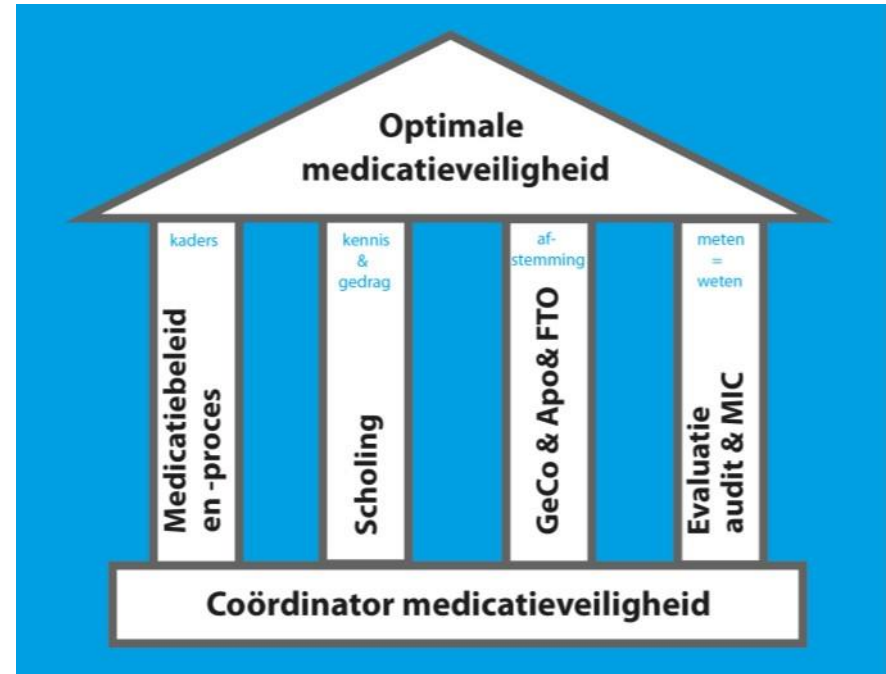 Optimale
medicatieveiligheid
kaders
Medicatiebeleid
en -proces
kennis
&
gedrag
Scholing
af-
stemming
GeCo & Apo& FTO
meten
=
weten
Evaluatie
audit & MIC
Coördinator medicatieveiligheid